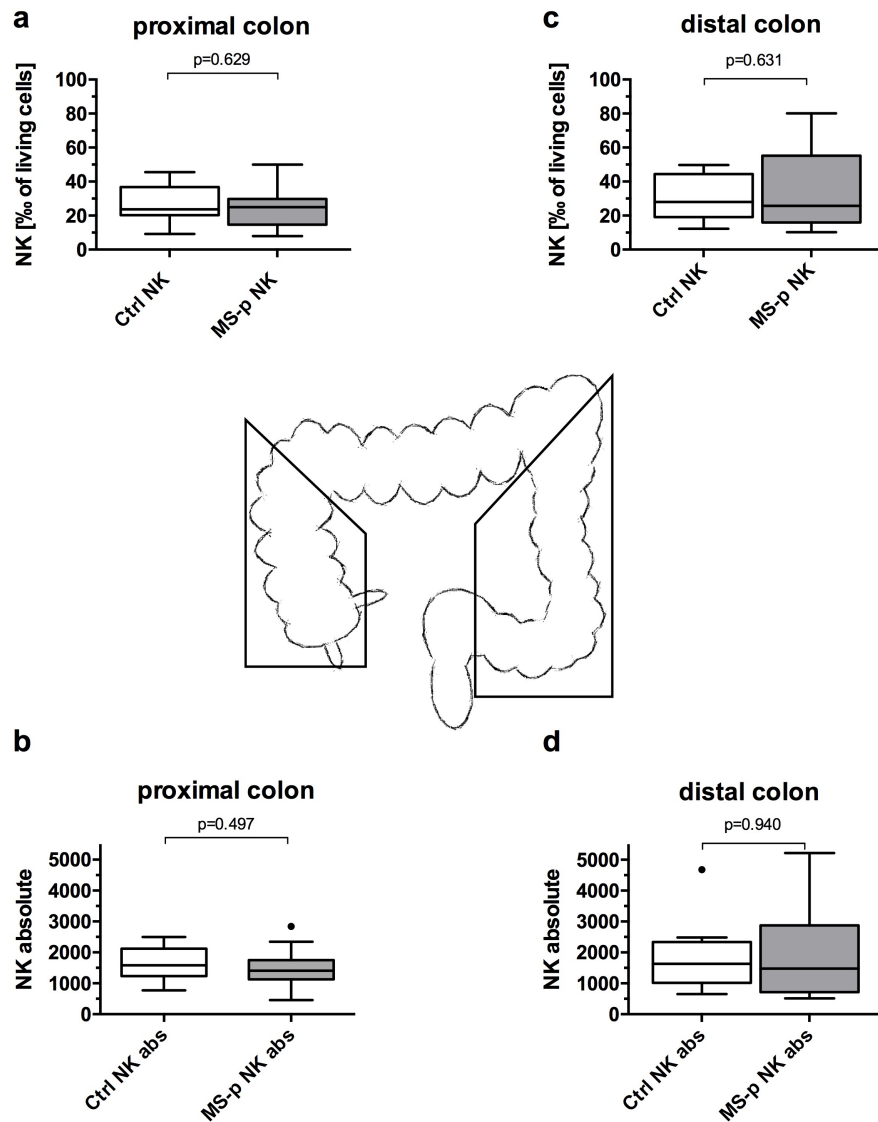 a
proximal colon
p=0.629
NK [‰ of living cells]
100
80
60
40
20
0
Ctrl NK
MS-p NK
c
distal colon
p=0.631
NK [‰ of living cells]
100
80
60
40
20
0
Ctrl NK
MS-p NK
b
proximal colon
p=0.497
NK absolute
5000
4000
3000
2000
1000
0
Ctrl NK abs
MS-p NK abs
d
distal colon
p=0.940
NK absolute
5000
4000
3000
2000
1000
0
Ctrl NK abs
MS-p NK abs